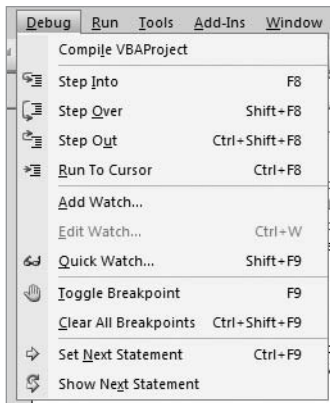 Debug Run Tools Add-Ins Window
Compile VBAProject
Step Into F8
Step Over Shift+F8
Step Out Ctrl+Shift+F8
Run To Cursor Ctrl+F8
Add Watch...
Edit Watch... Ctrl+W
Quick Watch... Shift+F9
Toggle Breakpoint F9
Clear All Breakpoints Ctrl+Shift+F9
Set Next Statement Ctrl+F9
Show Next Statement